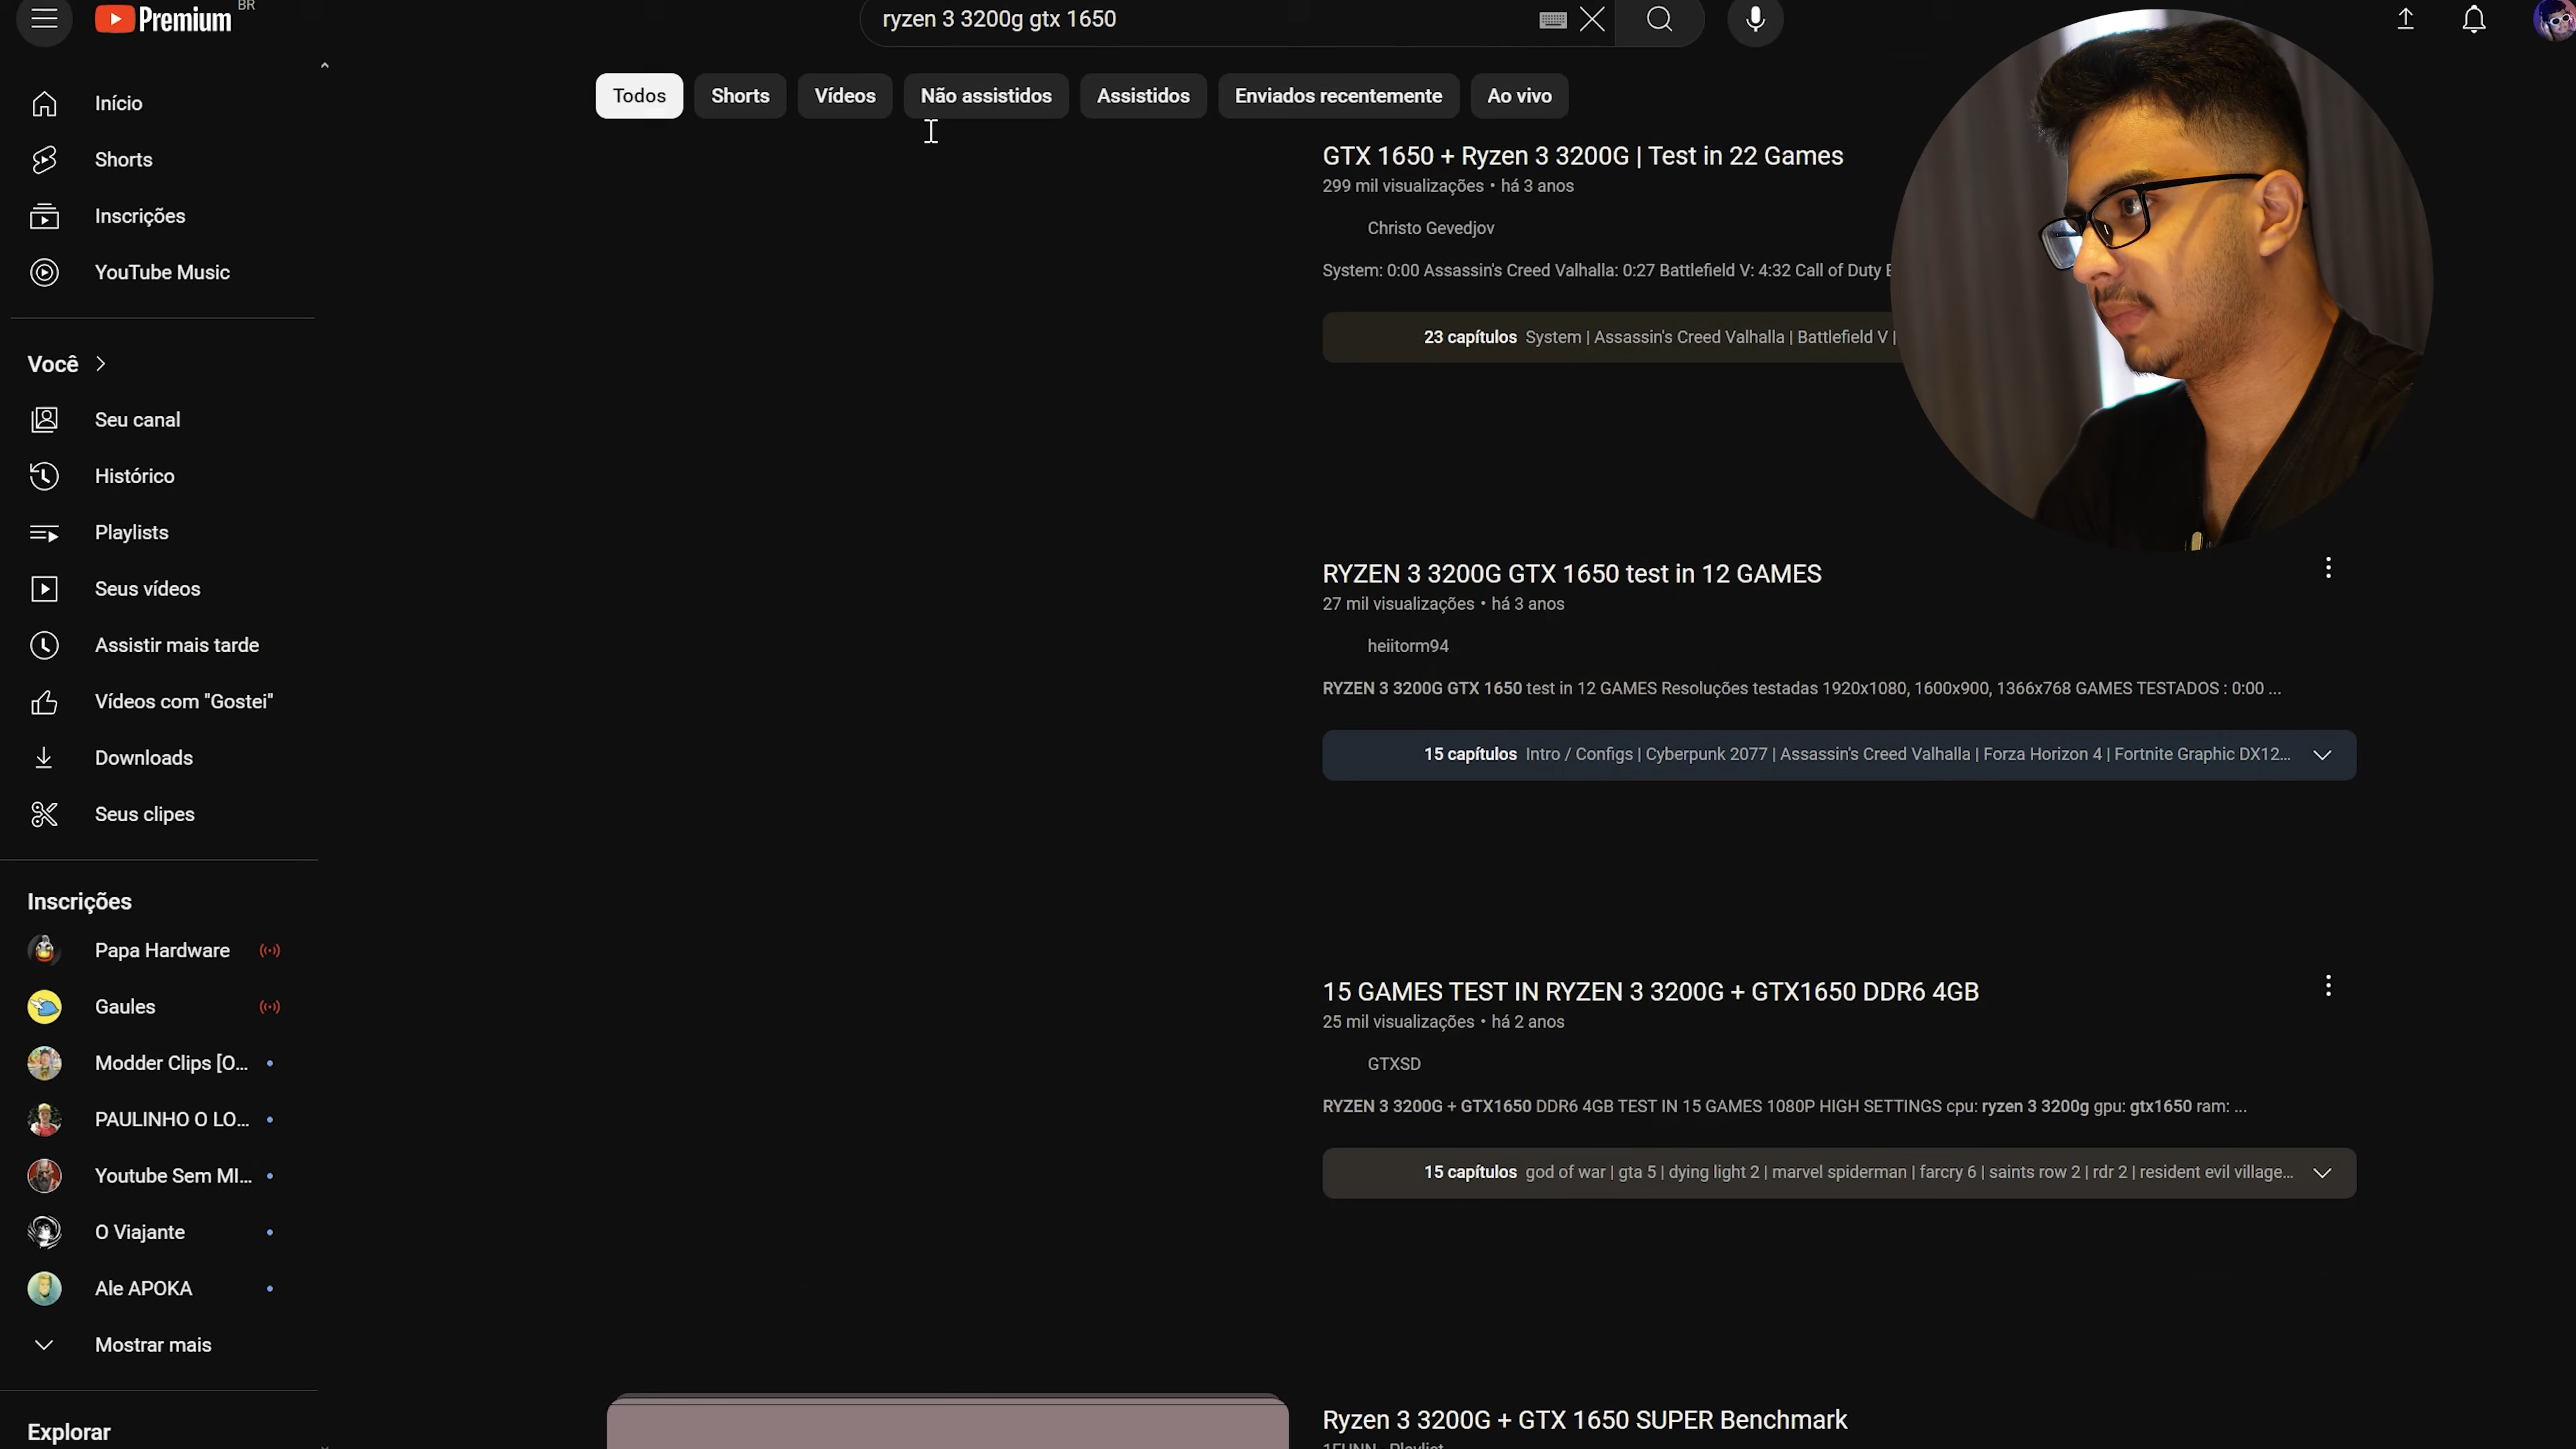 Premium BR
ryzen 3 3200g gtx 1650
Todos Shorts Vídeos Não assistidos Assistidos Enviados recentemente Ao vivo
Início
Shorts
Inscrições
YouTube Music
Você
Seu canal
Histórico
Playlists
Seus vídeos
Assistir mais tarde
Vídeos com "Gostei"
Downloads
Seus clipes
Inscrições
Papa Hardware
Gaules
Modder Clips [O...
PAULINHO O LO...
Youtube Sem MI...
O Viajante
Ale APOKA
Mostrar mais
Explorar
GTX 1650 + Ryzen 3 3200G | Test in 22 Games
299 mil visualizações • há 3 anos
Christo Gevedjov
System: 0:00 Assassin's Creed Valhalla: 0:27 Battlefield V: 4:32 Call of Duty
23 capítulos System | Assassin's Creed Valhalla | Battlefield V |
RYZEN 3 3200G GTX 1650 test in 12 GAMES
27 mil visualizações • há 3 anos
heiitorm94
RYZEN 3 3200G GTX 1650 test in 12 GAMES Resoluções testadas 1920x1080, 1600x900, 1366x768 GAMES TESTADOS : 0:00 ...
15 capítulos Intro / Configs | Cyberpunk 2077 | Assassin's Creed Valhalla | Forza Horizon 4 | Fortnite Graphic DX12...
15 GAMES TEST IN RYZEN 3 3200G + GTX1650 DDR6 4GB
25 mil visualizações • há 2 anos
GTXSD
RYZEN 3 3200G + GTX1650 DDR6 4GB TEST IN 15 GAMES 1080P HIGH SETTINGS cpu: ryzen 3 3200g gpu: gtx1650 ram: ...
15 capítulos god of war | gta 5 | dying light 2 | marvel spiderman | farcry 6 | saints row 2 | rdr 2 | resident evil village...
Ryzen 3 3200G + GTX 1650 SUPER Benchmark